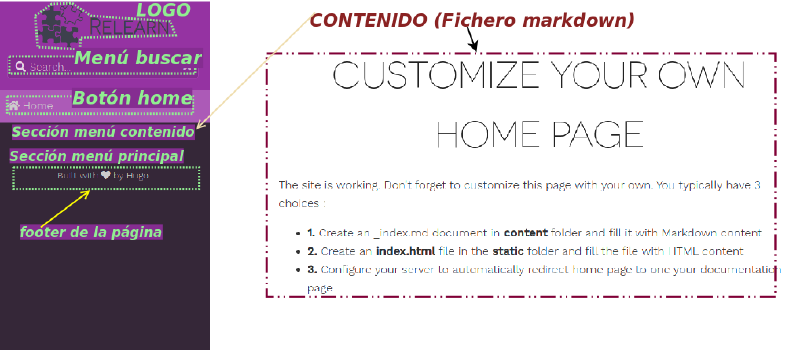 LOGO
RELEARN
Menú buscar
Search...
Botón home
Home
Sección menú contenido
Sección menú principal
Built with by Hugo
footer de la página
CONTENIDO (Fichero markdown)
CUSTOMIZE YOUR OWN
HOME PAGE
The site is working. Don't forget to customize this page with your own. You typically have 3
choices :
• 1. Create an _index.md document in content folder and fill it with Markdown content
• 2. Create an index.html file in the static folder and fill the file with HTML content
• 3. Configure your server to automatically redirect home page to one your documentation
page